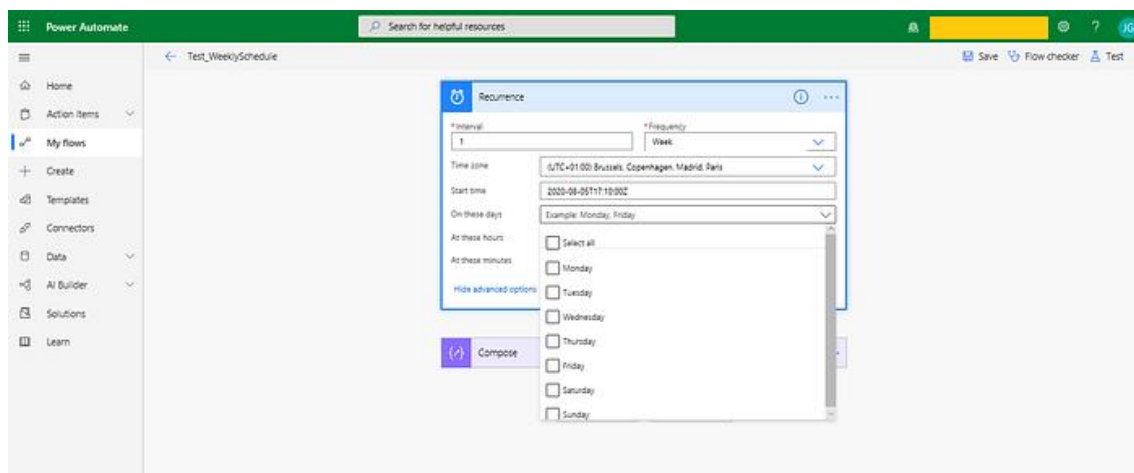 Power Automate
Search for helpful resources
?
JG
Test_WeeklySchedule
Save Flow checker Test
Home
Action items
My flows
Create
Templates
Connectors
Data
AI Builder
Solutions
Learn
Recurrence
*Interval *Frequency
1 Week
Time zone (UTC+01:00) Brussels, Copenhagen, Madrid, Paris
Start time 2020-08-05T17:10:00Z
On these days Example: Monday, Friday
At these hours
At these minutes
Hide advanced options
Select all
Monday
Tuesday
Wednesday
Thursday
Friday
Saturday
Sunday
Compose